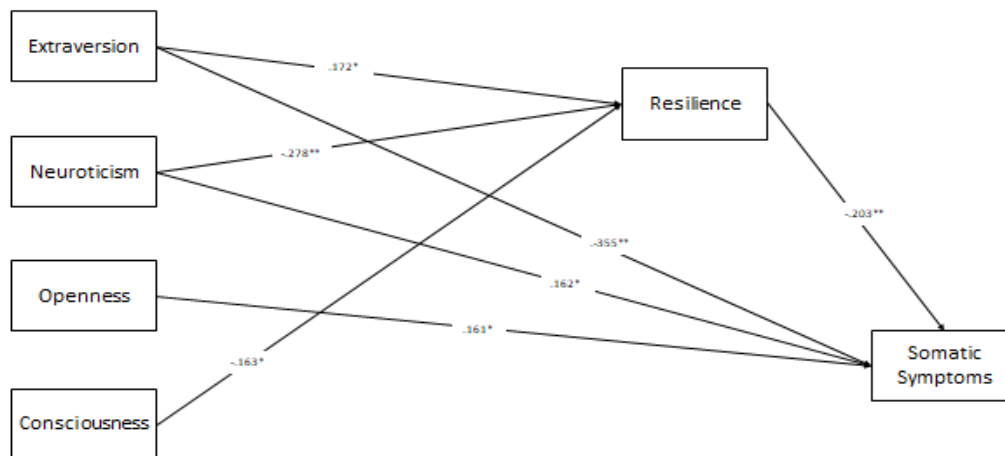 Extraversion
.172*
Resilience
Neuroticism
-.278**
-.203**
.-355**
Openness
.162*
.161*
Somatic
Symptoms
-.163*
Consciousness